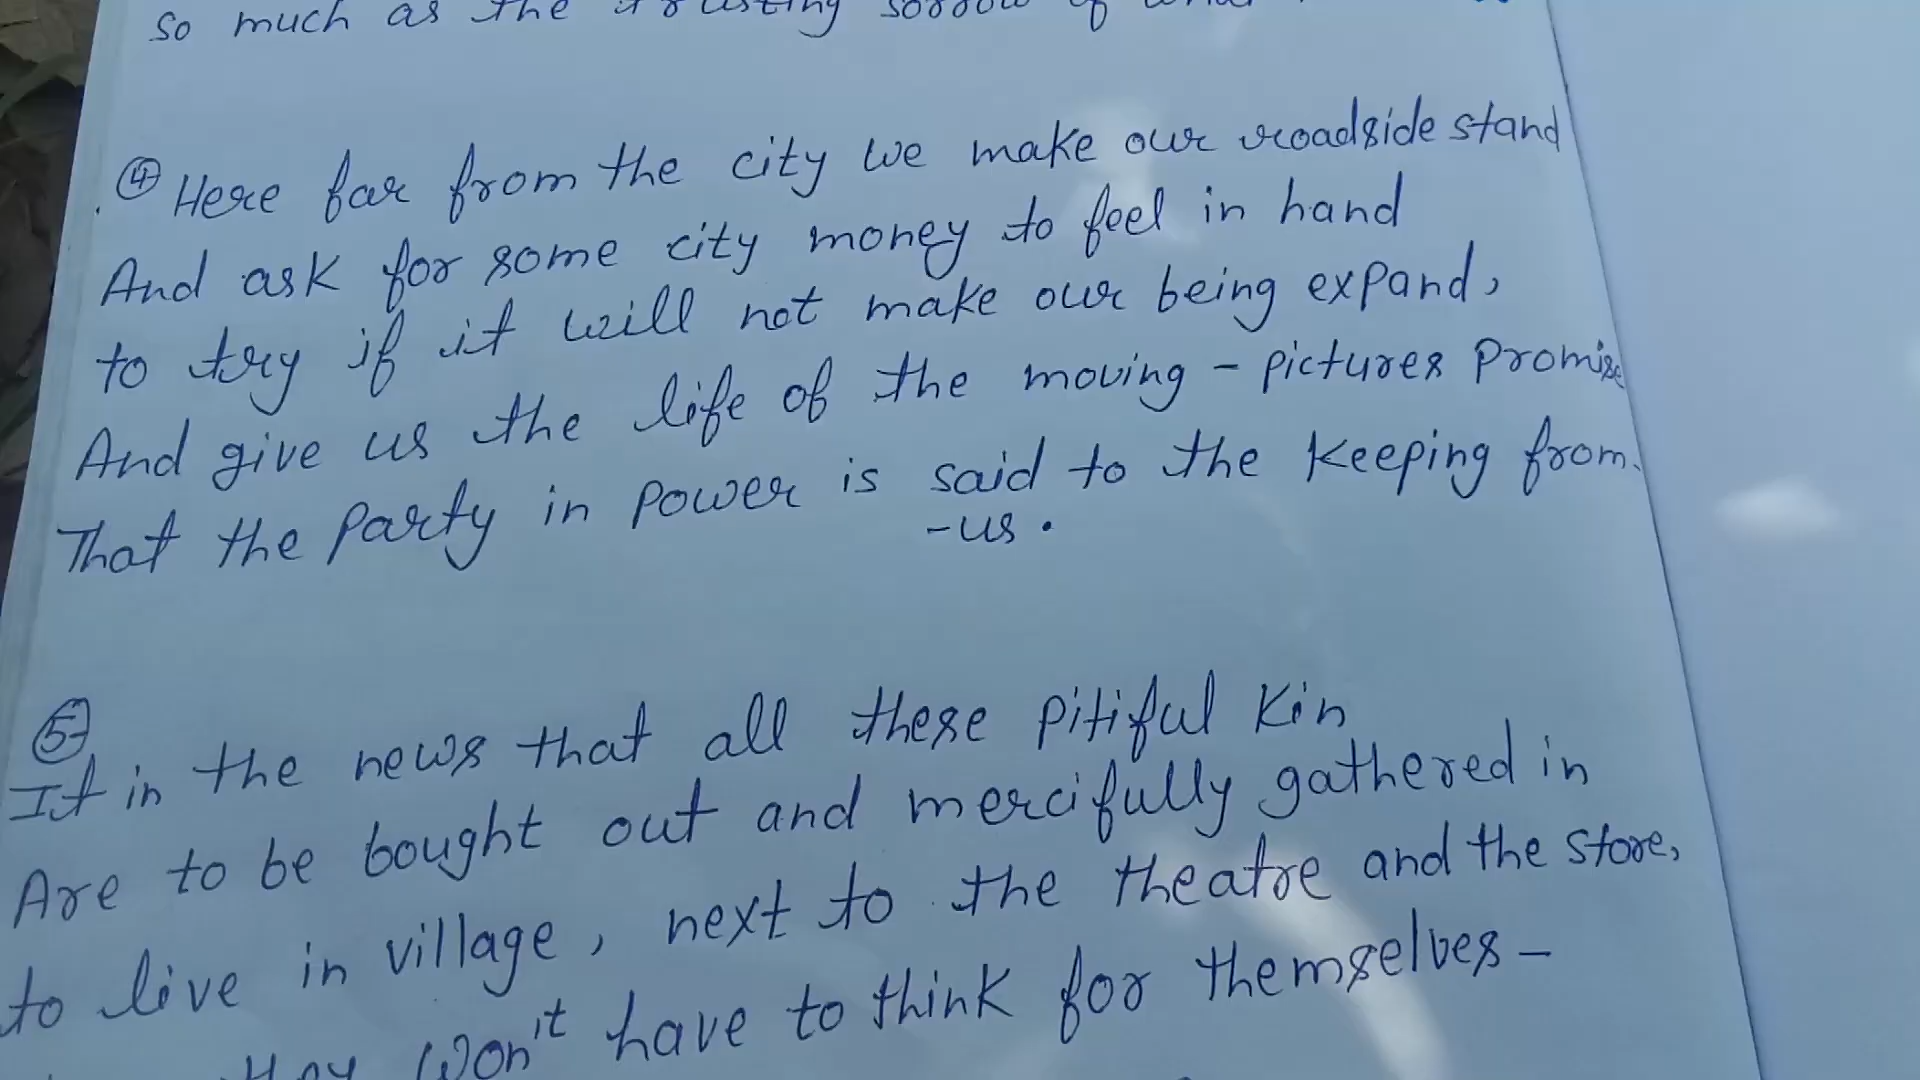 so much as the trusting sorrow of
④ Here far from the city we make our roadside stand
And ask for some city money to feel in hand
to try if it will not make our being expand,
And give us the life of the moving - pictures promise
That the party in power is said to the keeping from
-us.
⑤
It in the news that all these pitiful kin
Are to be bought out and mercifully gathered in
to live in village, next to the theatre and the store,
they won't have to think for themselves-